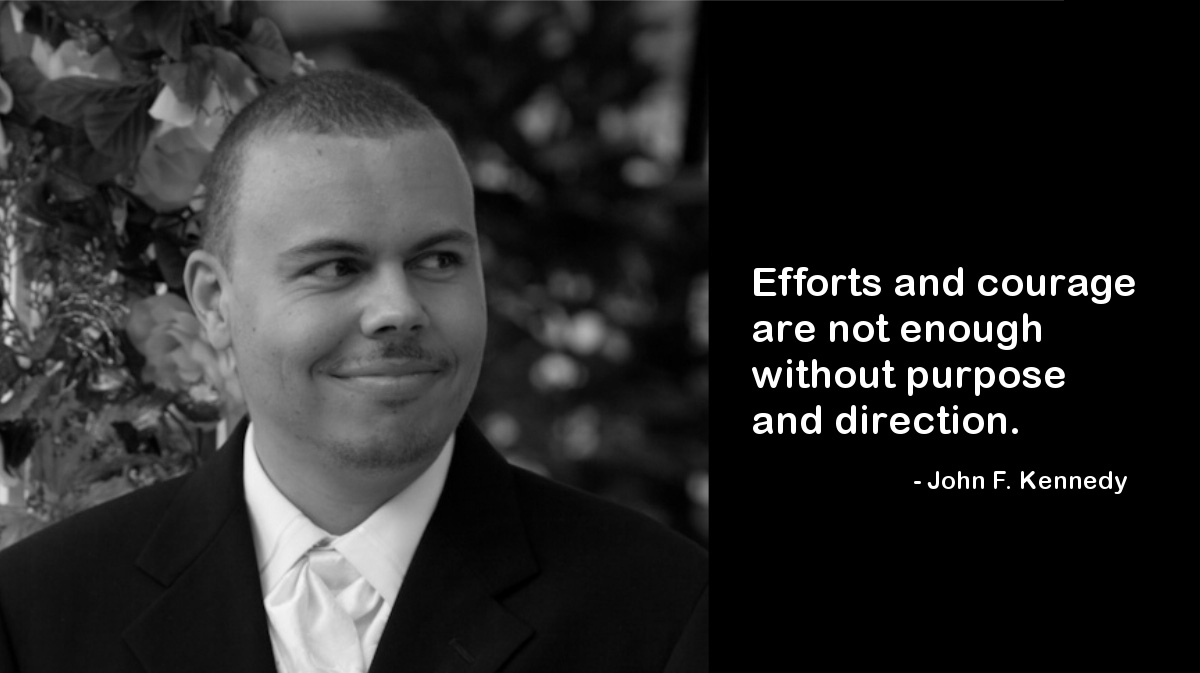 Efforts and courage
are not enough
without purpose
and direction.
- John F. Kennedy